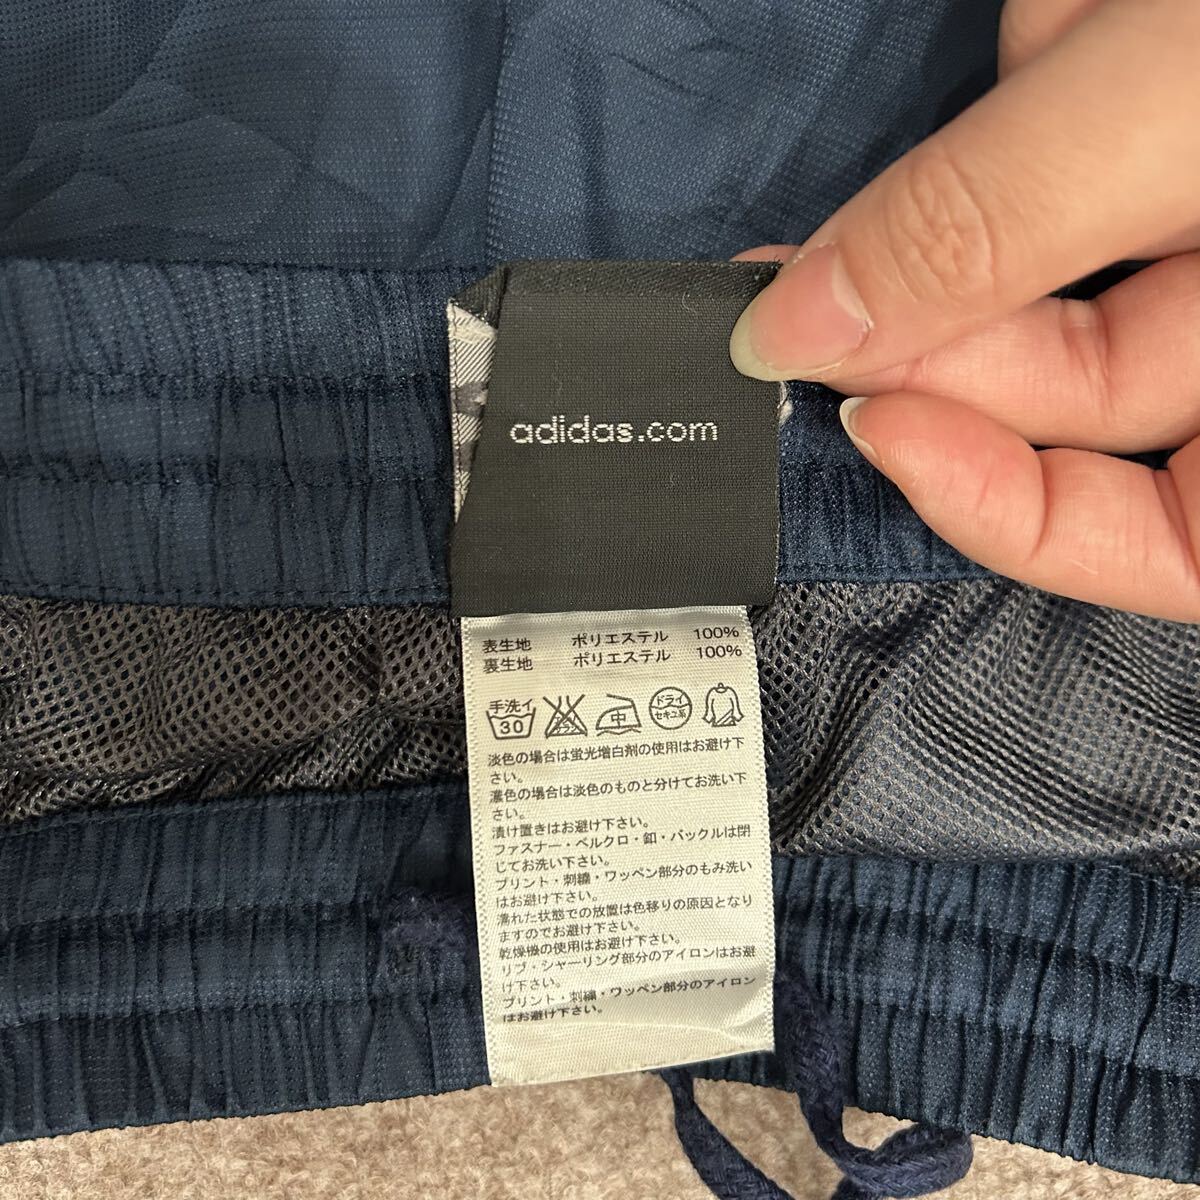 adidas.com
表生地 ポリエステル 100%
裏生地 ポリエステル 100%
手洗イ
30
エンソサラシ
中
ドライ
セキユ系
淡色の場合は蛍光増白剤の使用はお避け下
さい。
濃色の場合は淡色のものと分けてお洗い下
さい。
漬け置きはお避け下さい。
ファスナー・ベルクロ・釦・バックルは閉
じてお洗い下さい。
プリント・刺繍・ワッペン部分のもみ洗い
はお避け下さい。
濡れた状態での放置は色移りの原因となり
ますのでお避け下さい。
乾燥機の使用はお避け下さい。
リブ・シャーリング部分のアイロンはお避
け下さい。
プリント・刺繍・ワッペン部分のアイロン
はお避け下さい。